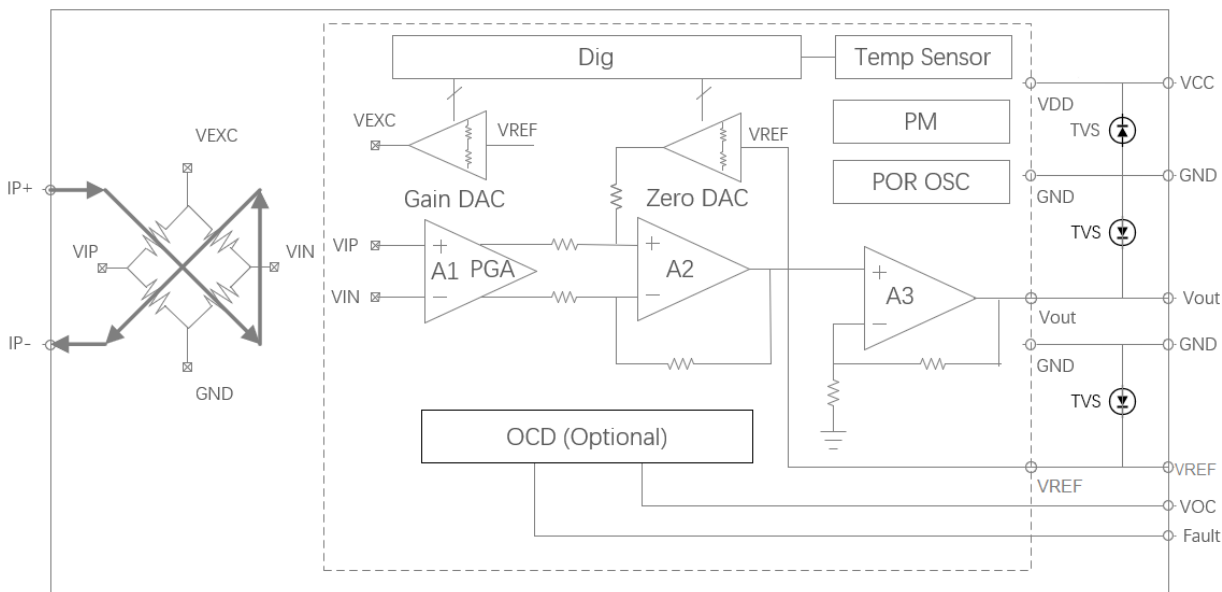 Dig
Temp Sensor
VCC
VDD
VEXC
VREF
VREF
PM
TVS
VEXC
IP+
Gain DAC
Zero DAC
POR OSC
GND
GND
VIP
VIN
VIP
+
A1
PGA
+
A2
TVS
VIN
−
−
+
A3
−
Vout
Vout
IP-
GND
GND
GND
TVS
OCD (Optional)
VREF
VREF
VOC
Fault